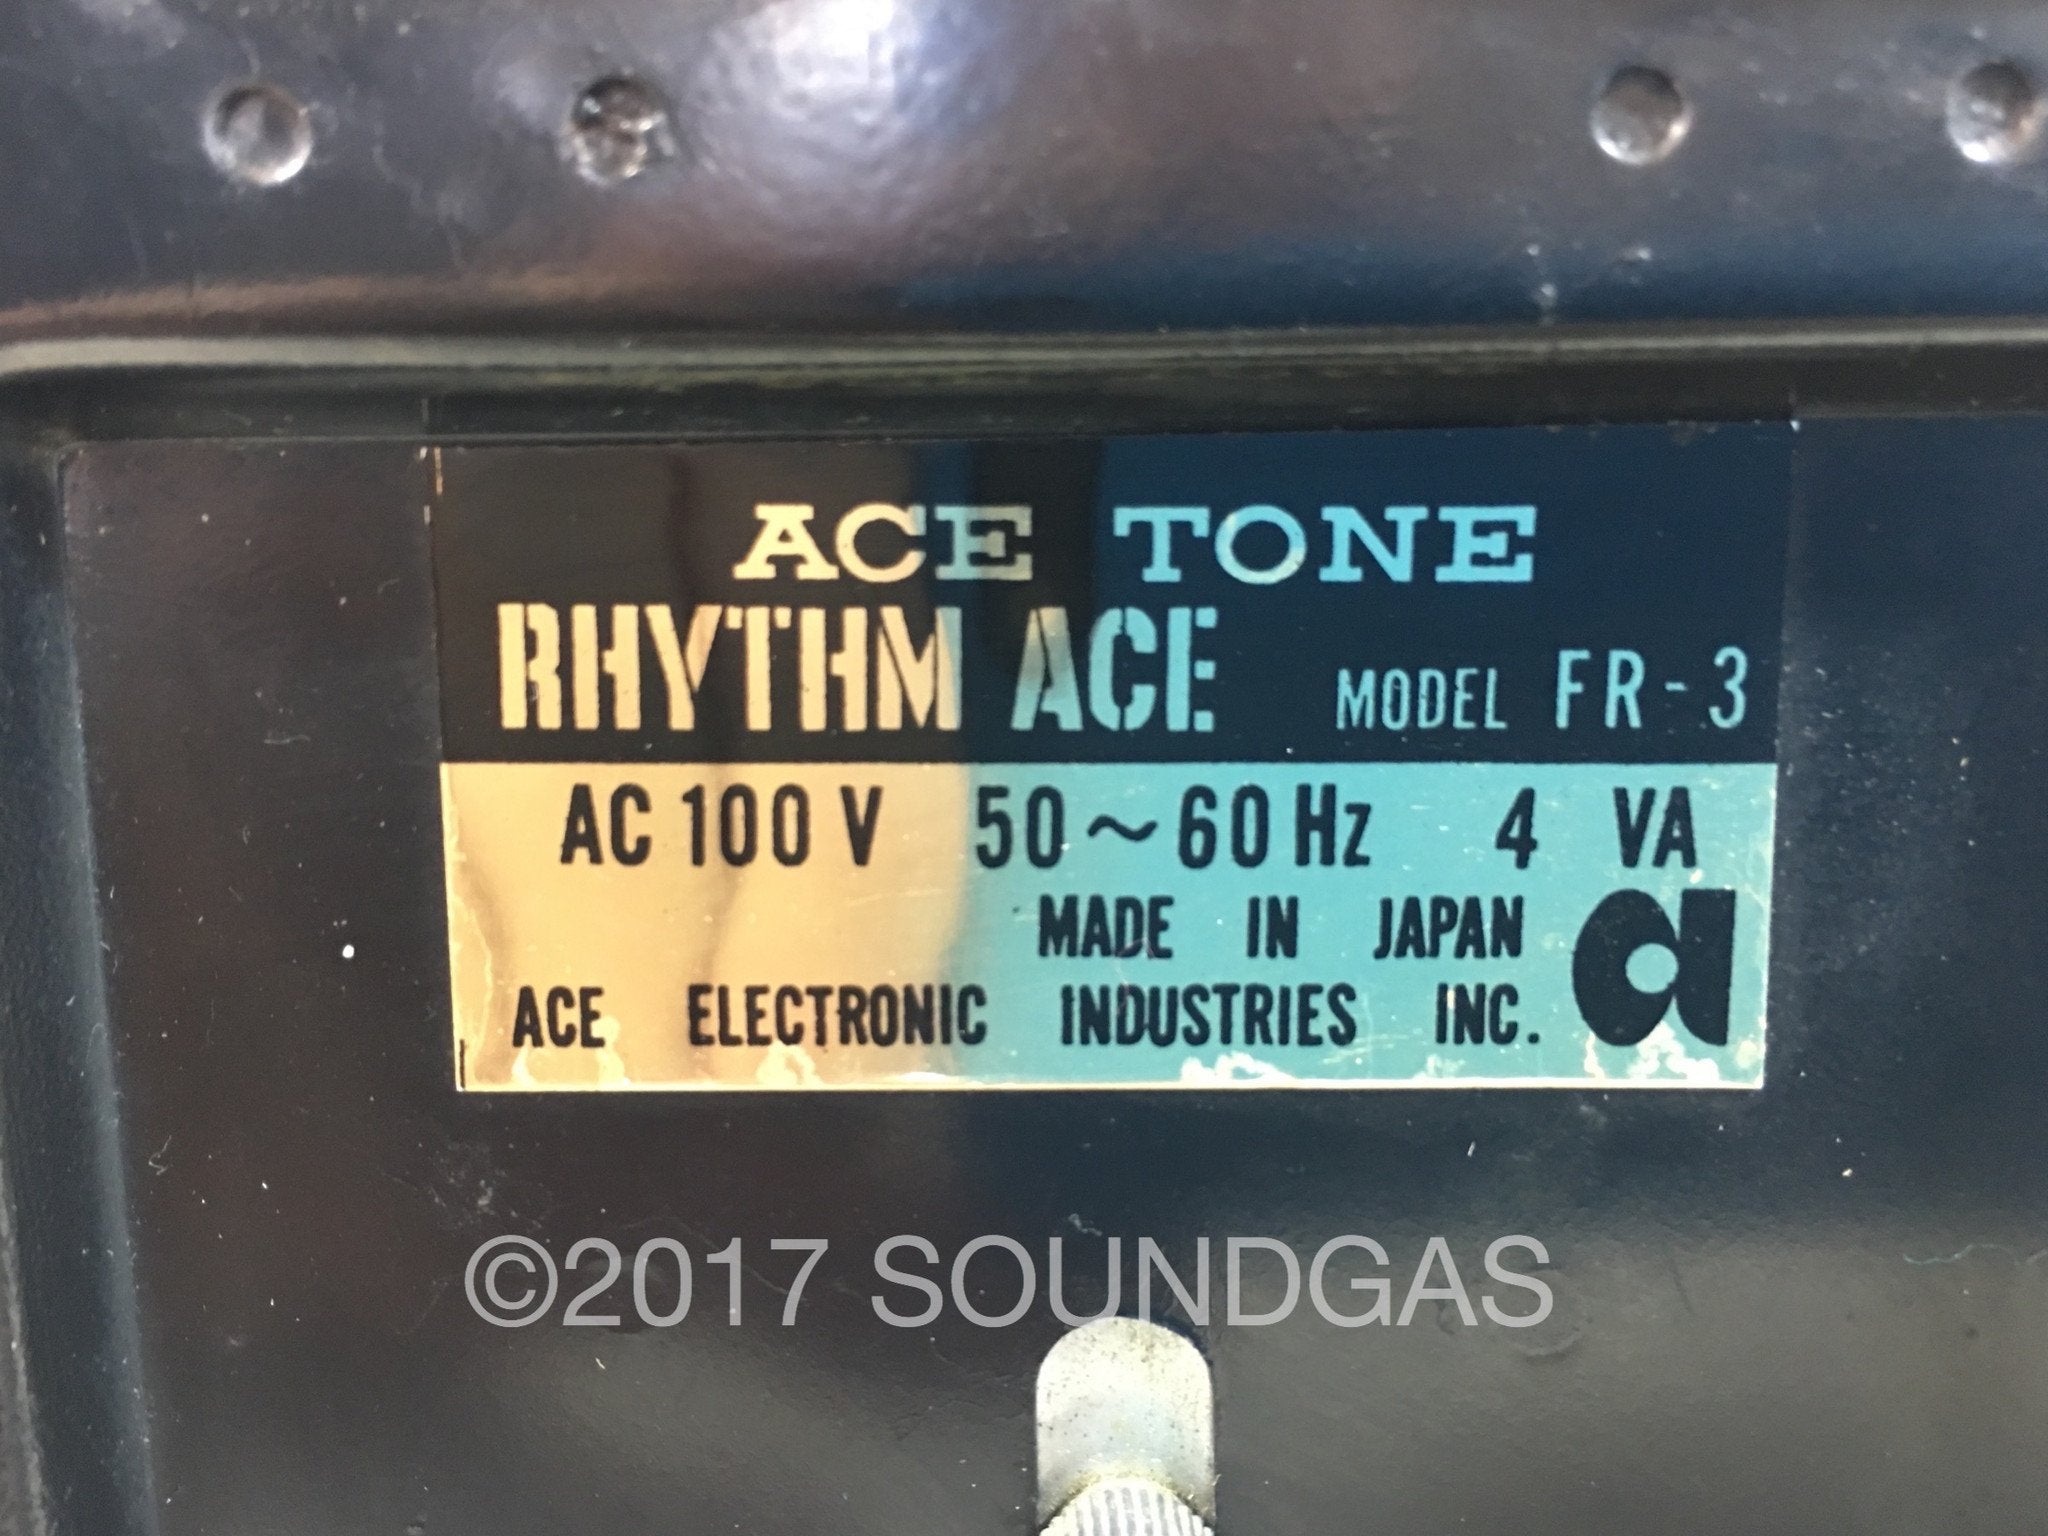 ACE TONE
RHYTHM ACE MODEL FR-3
AC 100 V 50~60 Hz 4 VA
MADE IN JAPAN
ACE ELECTRONIC INDUSTRIES INC. a
©2017 SOUNDGAS